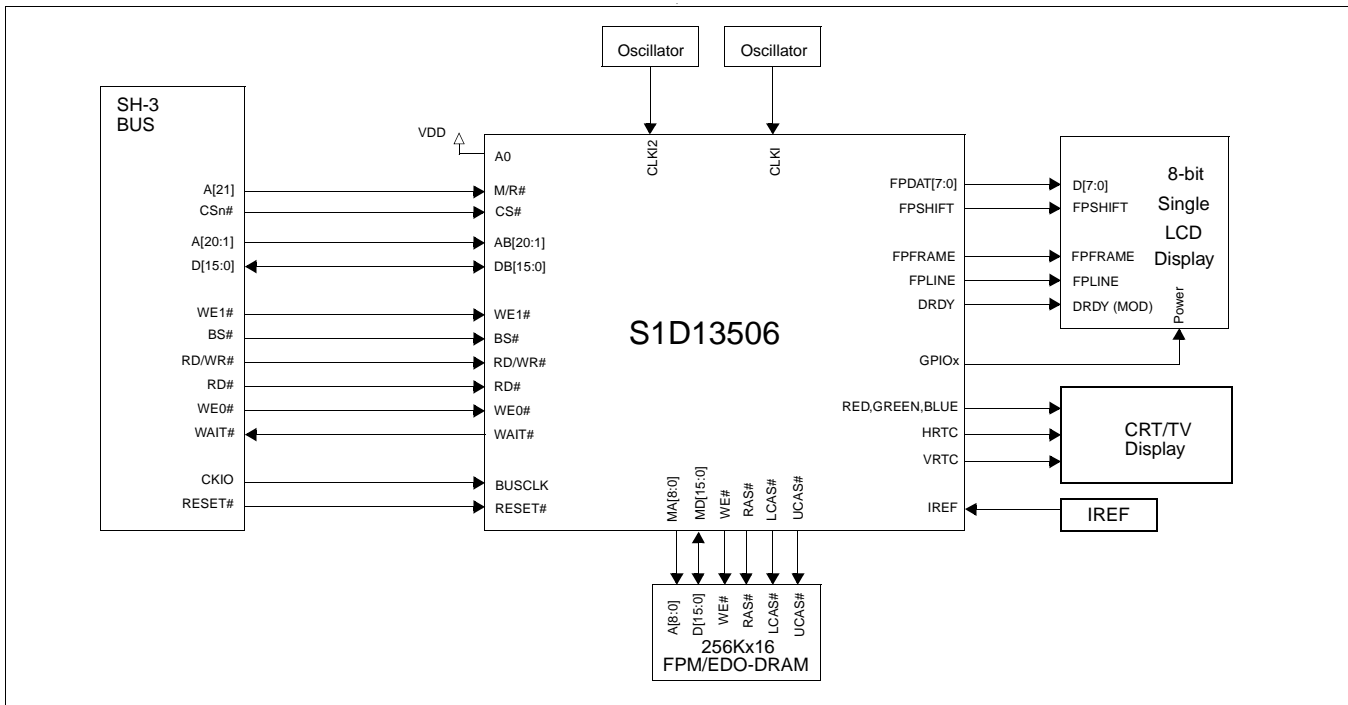 Oscillator
Oscillator
SH-3
BUS
VDD
A0
CLKI2
CLKI
A[21]
M/R#
CSn#
CS#
A[20:1]
AB[20:1]
D[15:0]
DB[15:0]
WE1#
WE1#
BS#
BS#
RD/WR#
RD/WR#
RD#
RD#
WE0#
WE0#
WAIT#
WAIT#
CKIO
BUSCLK
RESET#
RESET#
S1D13506
FPDAT[7:0]
D[7:0]
FPSHIFT
FPSHIFT
FPFRAME
FPFRAME
FPLINE
FPLINE
DRDY
DRDY (MOD)
8-bit
Single
LCD
Display
Power
GPIOx
RED,GREEN,BLUE
HRTC
VRTC
CRT/TV
Display
IREF
IREF
MA[8:0]
MD[15:0]
WE#
RAS#
LCAS#
UCAS#
A[8:0]
D[15:0]
WE#
RAS#
LCAS#
UCAS#
256Kx16
FPM/EDO-DRAM